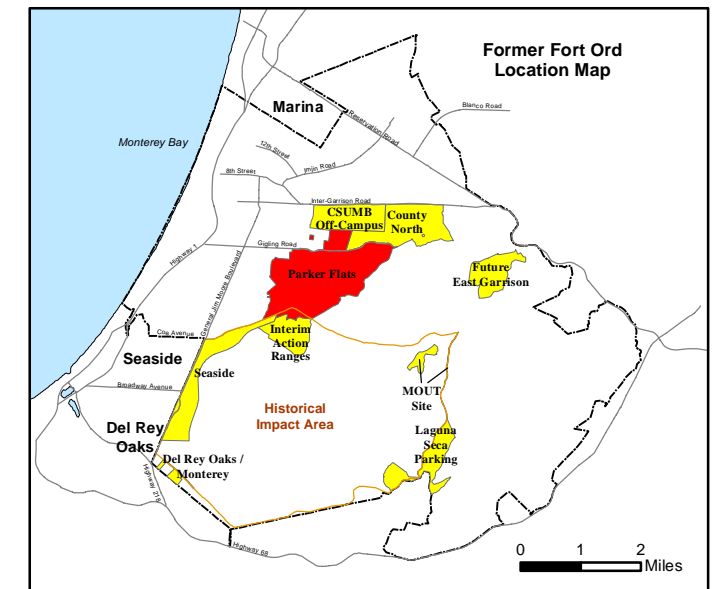 Former Fort Ord
Location Map
Marina
Blanco Road
Reservation Road
Monterey Bay
12th Street
Imjin Road
8th Street
Inter-Garrison Road
CSUMB
Off-Campus
County
North
Gigling Road
Highway 1
General Jim Moore Boulevard
Parker Flats
Future
East Garrison
Coe Avenue
Interim
Action
Ranges
Seaside
Seaside
Broadway Avenue
MOUT
Site
Historical
Impact Area
Del Rey
Oaks
Laguna
Seca
Parking
Del Rey Oaks /
Monterey
Highway 218
Highway 68
0 1 2
Miles